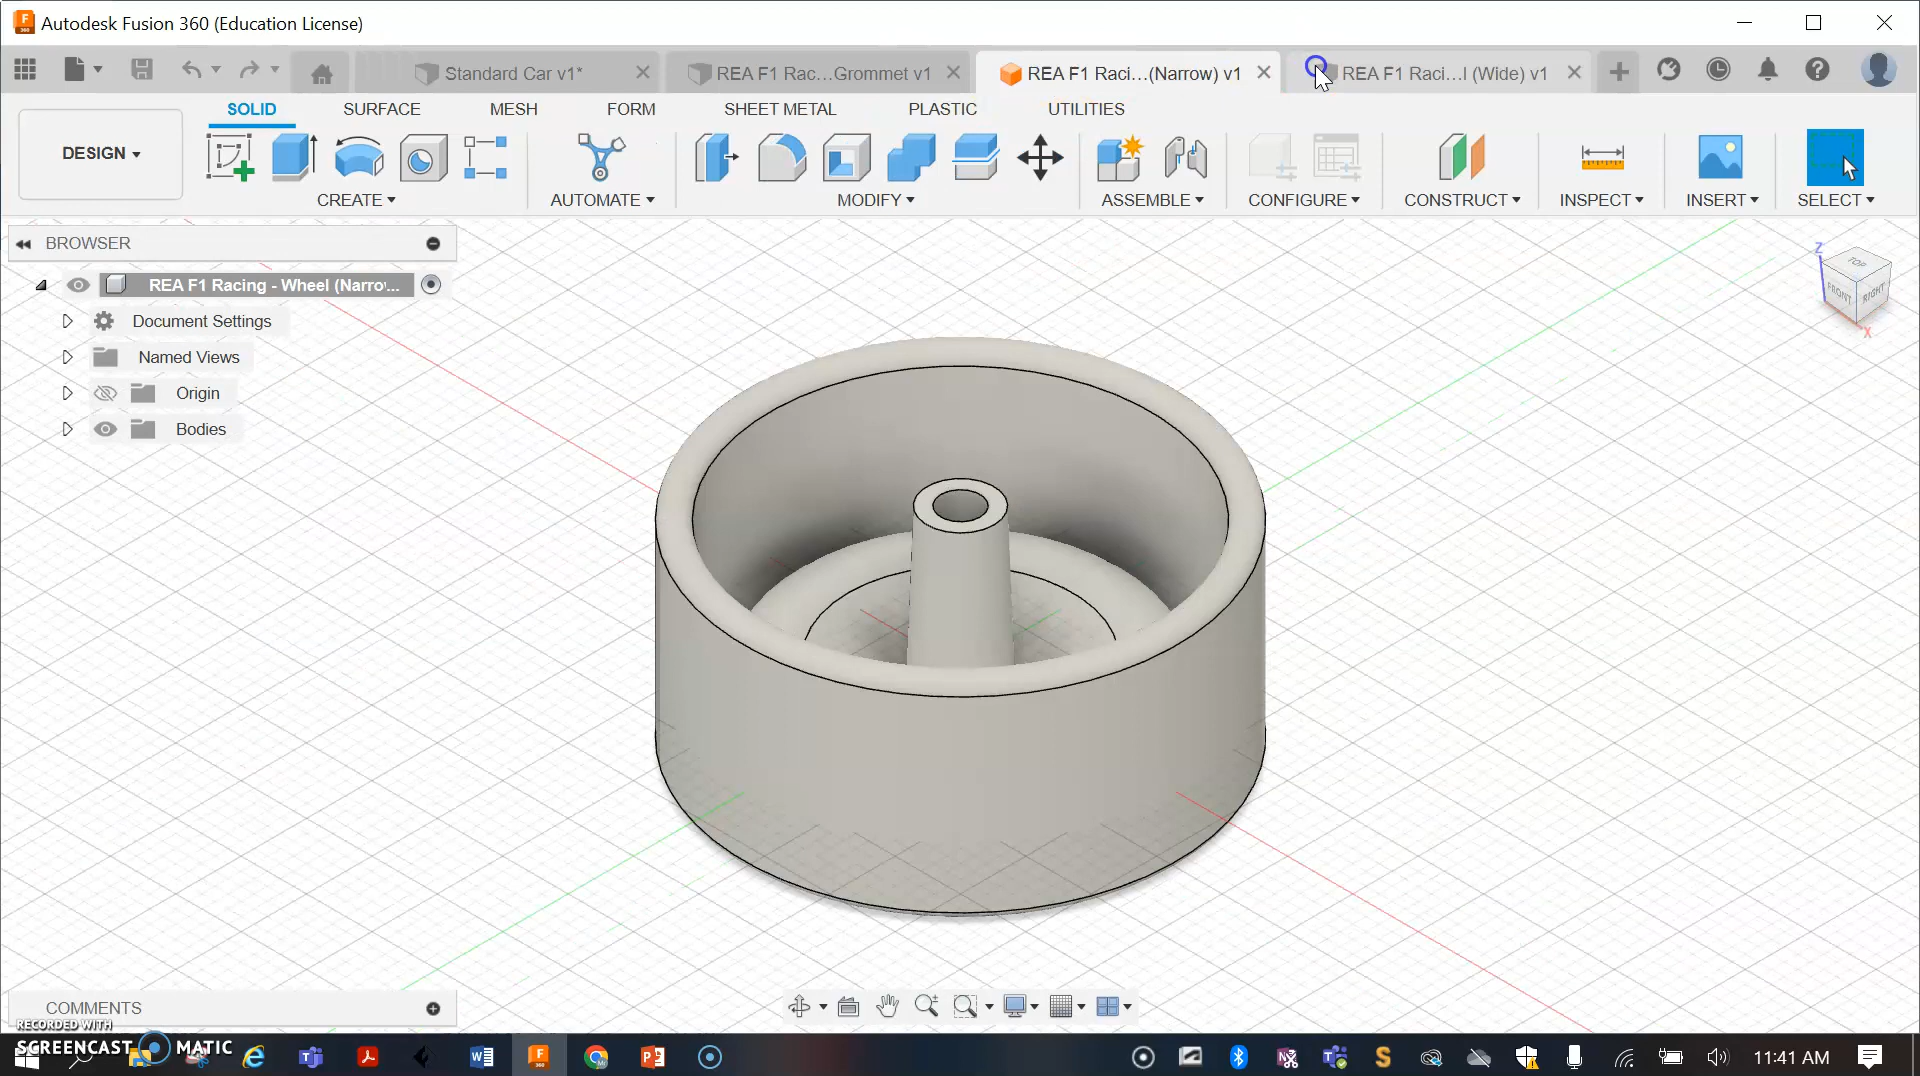 Autodesk Fusion 360 (Education License)
Standard Car v1*
REA F1 Rac...Grommet v1
REA F1 Raci...(Narrow) v1
REA F1 Raci...l (Wide) v1
SOLID
SURFACE
MESH
FORM
SHEET METAL
PLASTIC
UTILITIES
DESIGN
CREATE
AUTOMATE
MODIFY
ASSEMBLE
CONFIGURE
CONSTRUCT
INSPECT
INSERT
SELECT
BROWSER
REA F1 Racing - Wheel (Narro...
Document Settings
Named Views
Origin
Bodies
Z
TOP
FRONT
RIGHT
X
COMMENTS
RECORDED WITH
SCREENCAST MATIC
11:41 AM